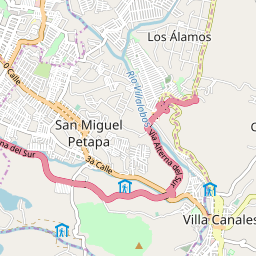 Los Álamos
0 Calle
Río Villalobos
San Miguel
Petapa
Vía Alterna del Sur
na del Sur
3a Calle
Villa Canales
C